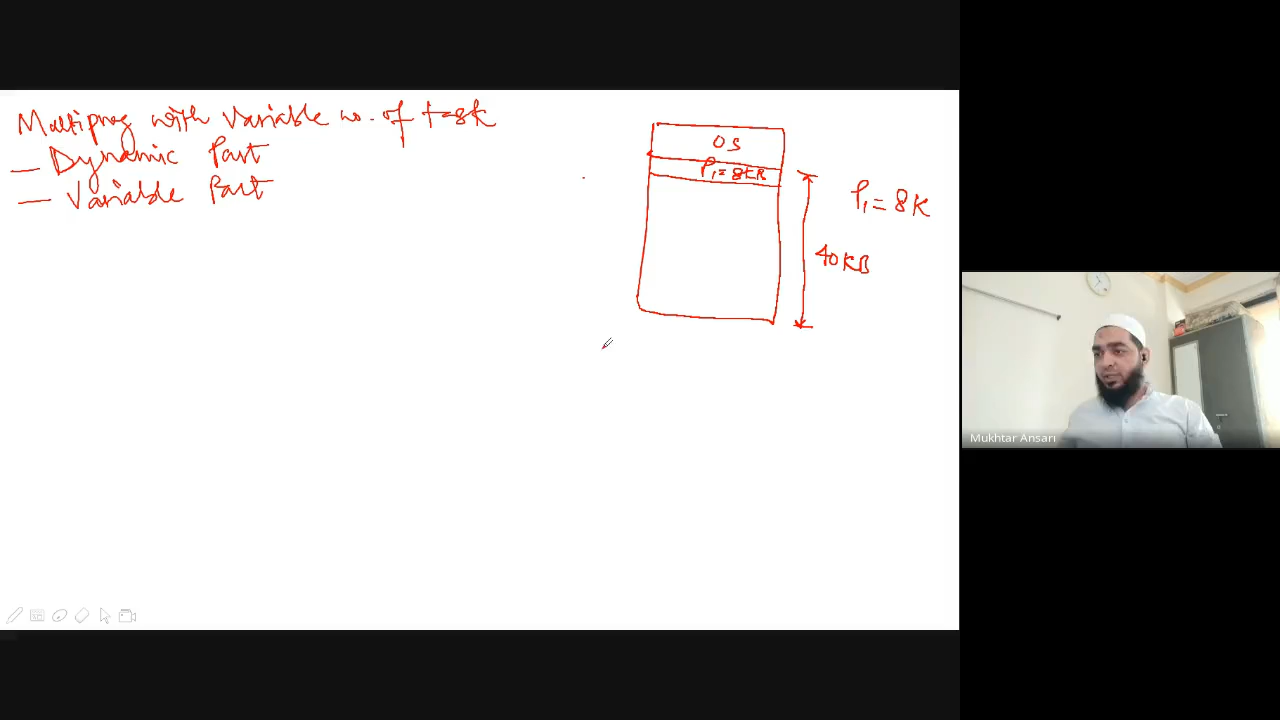 Multiprog with Variable no. of task
— Dynamic Part
— Variable Part
OS
P₁ = 8KB
P₁ = 8K
40KB
Mukhtar Ansari